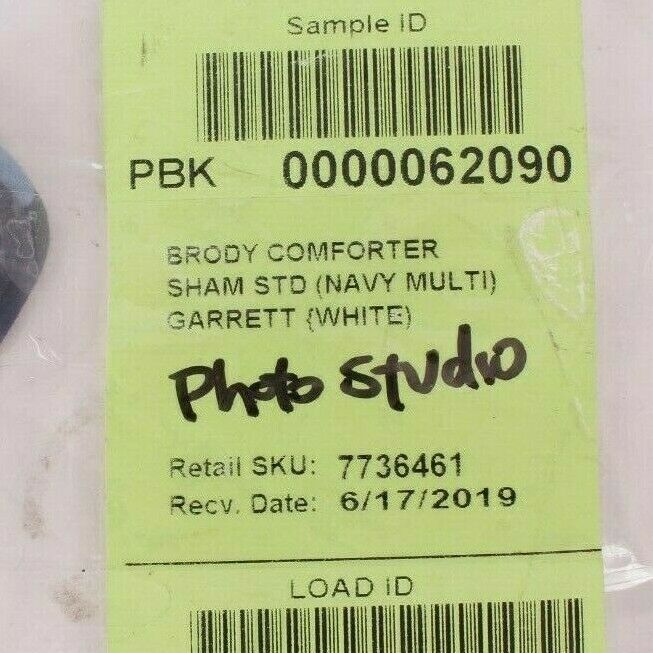 Sample ID
PBK 0000062090
BRODY COMFORTER
SHAM STD (NAVY MULTI)
GARRETT {WHITE)
Photo Studio
Retail SKU: 7736461
Recv. Date: 6/17/2019
LOAD ID